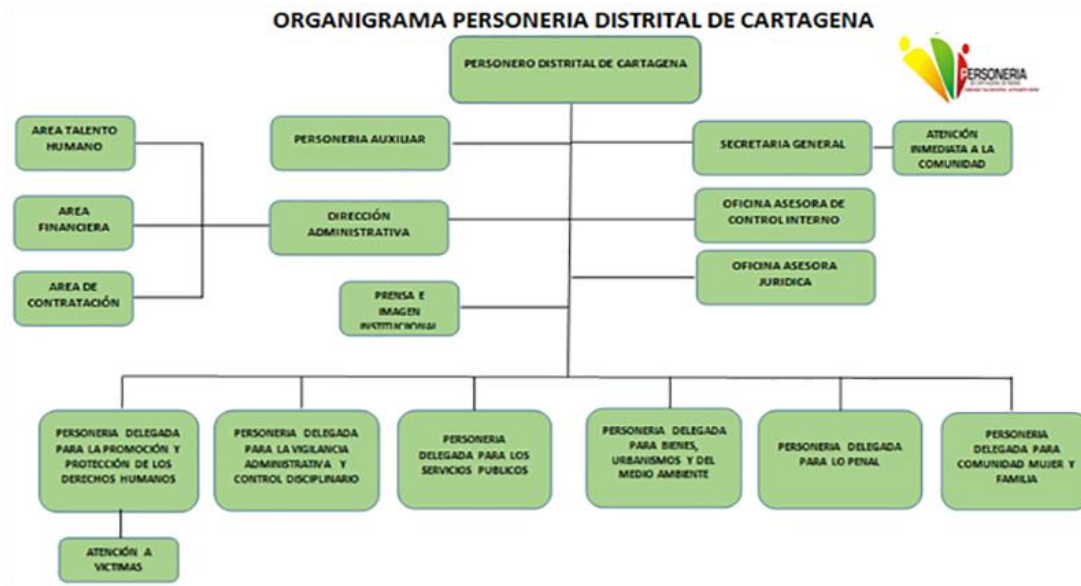 ORGANIGRAMA PERSONERIA DISTRITAL DE CARTAGENA
PERSONERO DISTRITAL DE CARTAGENA
PERSONERIA
AREA TALENTO
HUMANO
PERSONERIA AUXILIAR
SECRETARIA GENERAL
ATENCIÓN
INMEDIATA A LA
COMUNIDAD
AREA
FINANCIERA
DIRECCIÓN
ADMINISTRATIVA
OFICINA ASESORA DE
CONTROL INTERNO
AREA DE
CONTRATACIÓN
PRENSA E
IMAGEN
INSTITUCIONAL
OFICINA ASESORA
JURIDICA
PERSONERIA DELEGADA
PARA LA PROMOCIÓN Y
PROTECCIÓN DE LOS
DERECHOS HUMANOS
PERSONERIA DELEGADA
PARA LA VIGILANCIA
ADMINISTRATIVA Y
CONTROL DISCIPLINARIO
PERSONERIA
DELEGADA PARA LOS
SERVICIOS PUBLICOS
PERSONERIA DELEGADA
PARA BIENES,
URBANISMOS Y DEL
MEDIO AMBIENTE
PERSONERIA DELEGADA
PARA LO PENAL
PERSONERIA
DELEGADA PARA
COMUNIDAD MUJER Y
FAMILIA
ATENCIÓN A
VICTIMAS